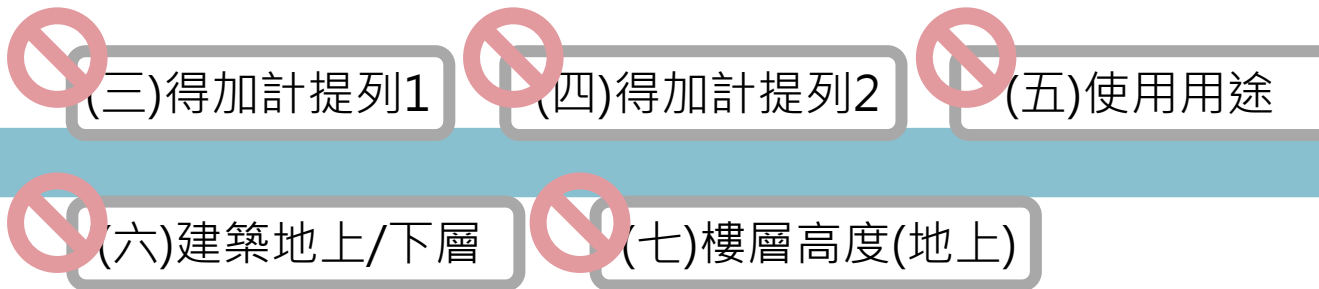 (三)得加計提列1
(四)得加計提列2
(五)使用用途
(六)建築地上/下層
(七)樓層高度(地上)